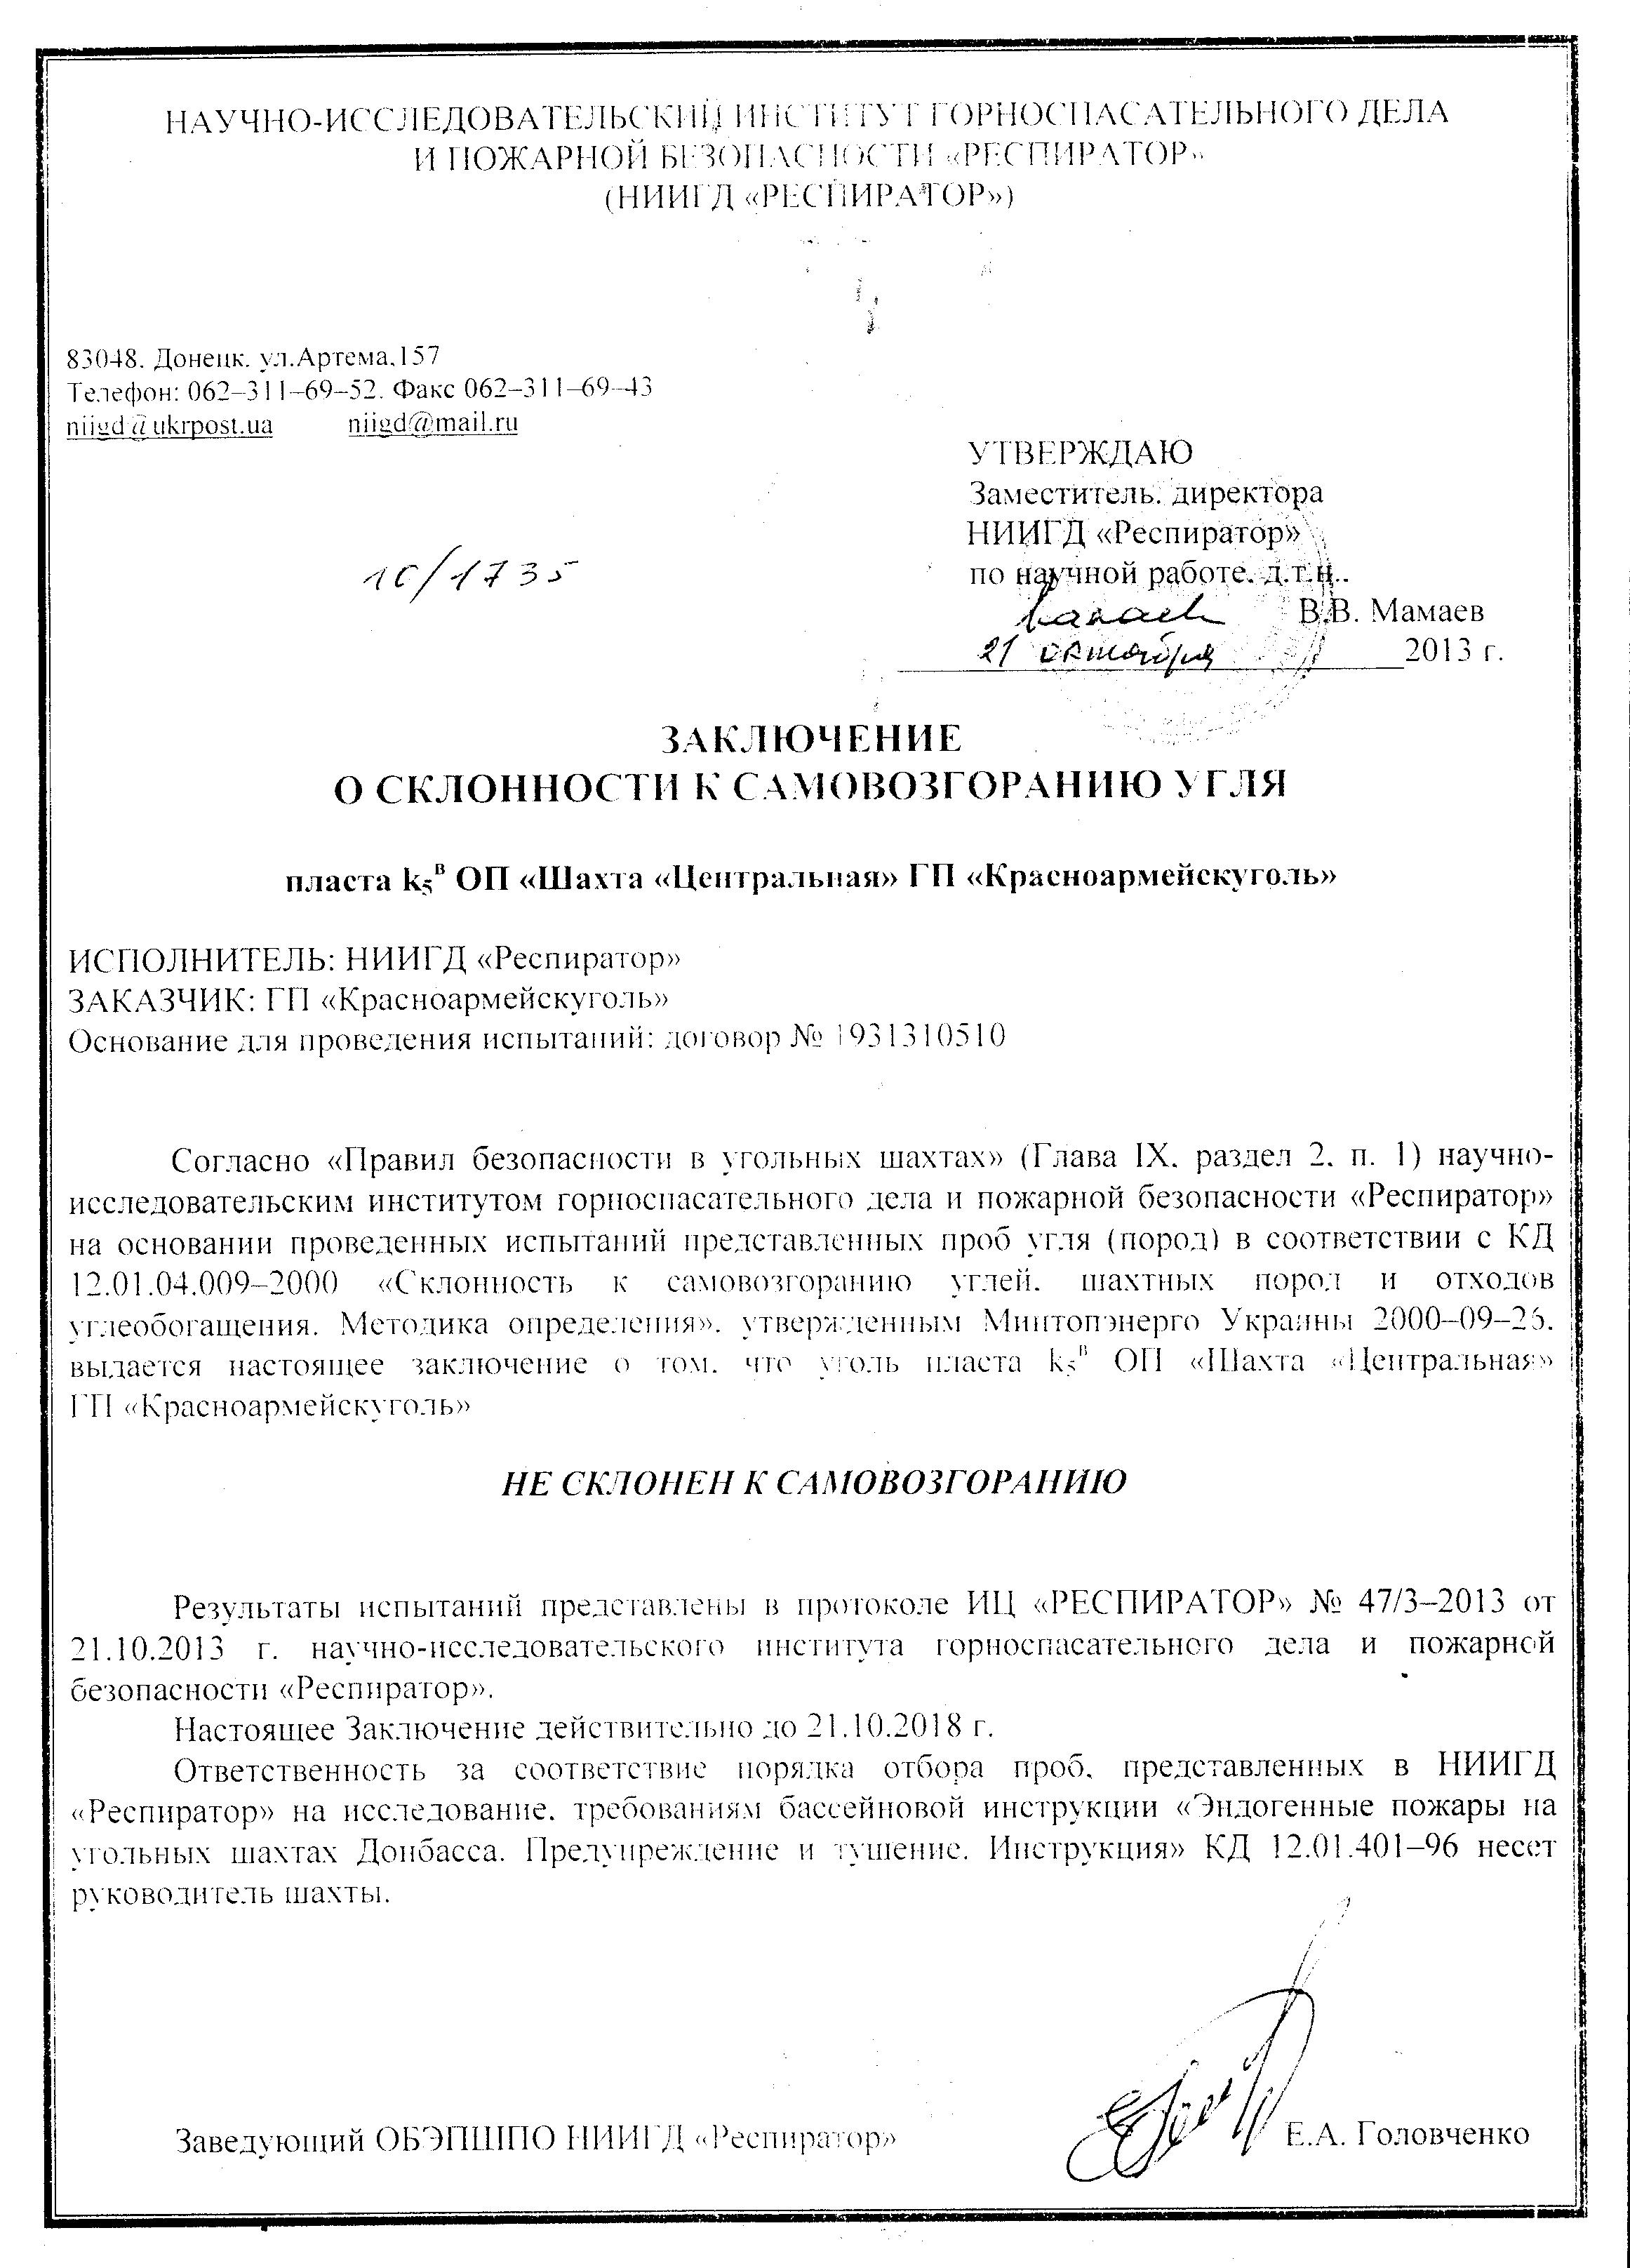 НАУЧНО-ИССЛЕДОВАТЕЛЬСКИЙ ИНСТИТУТ ГОРНОСПАСАТЕЛЬНОГО ДЕЛА
И ПОЖАРНОЙ БЕЗОПАСНОСТИ «РЕСПИРАТОР»
(НИИГД «РЕСПИРАТОР»)
83048. Донецк. ул.Артема,157
Телефон: 062–311–69–52. Факс 062–311–69–43
niigd@ukrpost.ua niigd@mail.ru
УТВЕРЖДАЮ
Заместитель директора
НИИГД «Респиратор»
по научной работе, д.т.н..
10/1735
В.В. Мамаев
21 октября 2013 г.
ЗАКЛЮЧЕНИЕ
О СКЛОННОСТИ К САМОВОЗГОРАНИЮ УГЛЯ
пласта k₅ᴮ ОП «Шахта «Центральная» ГП «Красноармейскуголь»
ИСПОЛНИТЕЛЬ: НИИГД «Респиратор»
ЗАКАЗЧИК: ГП «Красноармейскуголь»
Основание для проведения испытаний: договор № 1931310510
Согласно «Правил безопасности в угольных шахтах» (Глава IX, раздел 2, п. 1) научно-
исследовательским институтом горноспасательного дела и пожарной безопасности «Респиратор»
на основании проведенных испытаний представленных проб угля (пород) в соответствии с КД
12.01.04.009–2000 «Склонность к самовозгоранию углей, шахтных пород и отходов
углеобогащения. Методика определения», утвержденным Минтопэнерго Украины 2000–09–26,
выдается настоящее заключение о том, что уголь пласта k₅ᴮ ОП «Шахта «Центральная»
ГП «Красноармейскуголь»
НЕ СКЛОНЕН К САМОВОЗГОРАНИЮ
Результаты испытаний представлены в протоколе ИЦ «РЕСПИРАТОР» № 47/3–2013 от
21.10.2013 г. научно-исследовательского института горноспасательного дела и пожарной
безопасности «Респиратор».
Настоящее Заключение действительно до 21.10.2018 г.
Ответственность за соответствие порядка отбора проб, представленных в НИИГД
«Респиратор» на исследование, требованиям бассейновой инструкции «Эндогенные пожары на
угольных шахтах Донбасса. Предупреждение и тушение. Инструкция» КД 12.01.401–96 несет
руководитель шахты.
Заведующий ОБЭПШПО НИИГД «Респиратор» Е.А. Головченко